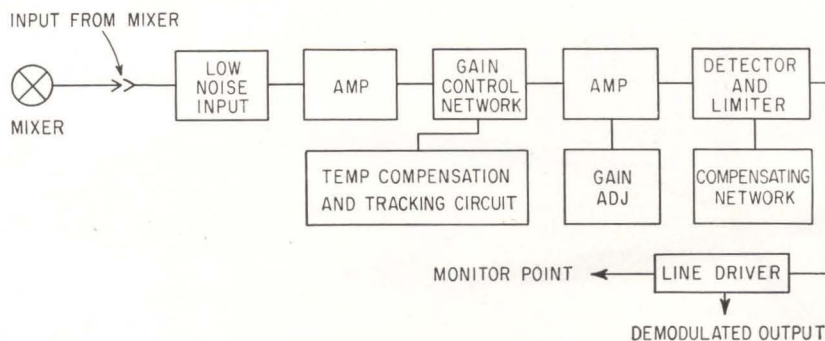 INPUT FROM MIXER
MIXER
LOW
NOISE
INPUT
AMP
GAIN
CONTROL
NETWORK
AMP
DETECTOR
AND
LIMITER
TEMP COMPENSATION
AND TRACKING CIRCUIT
GAIN
ADJ
COMPENSATING
NETWORK
MONITOR POINT
LINE DRIVER
DEMODULATED OUTPUT